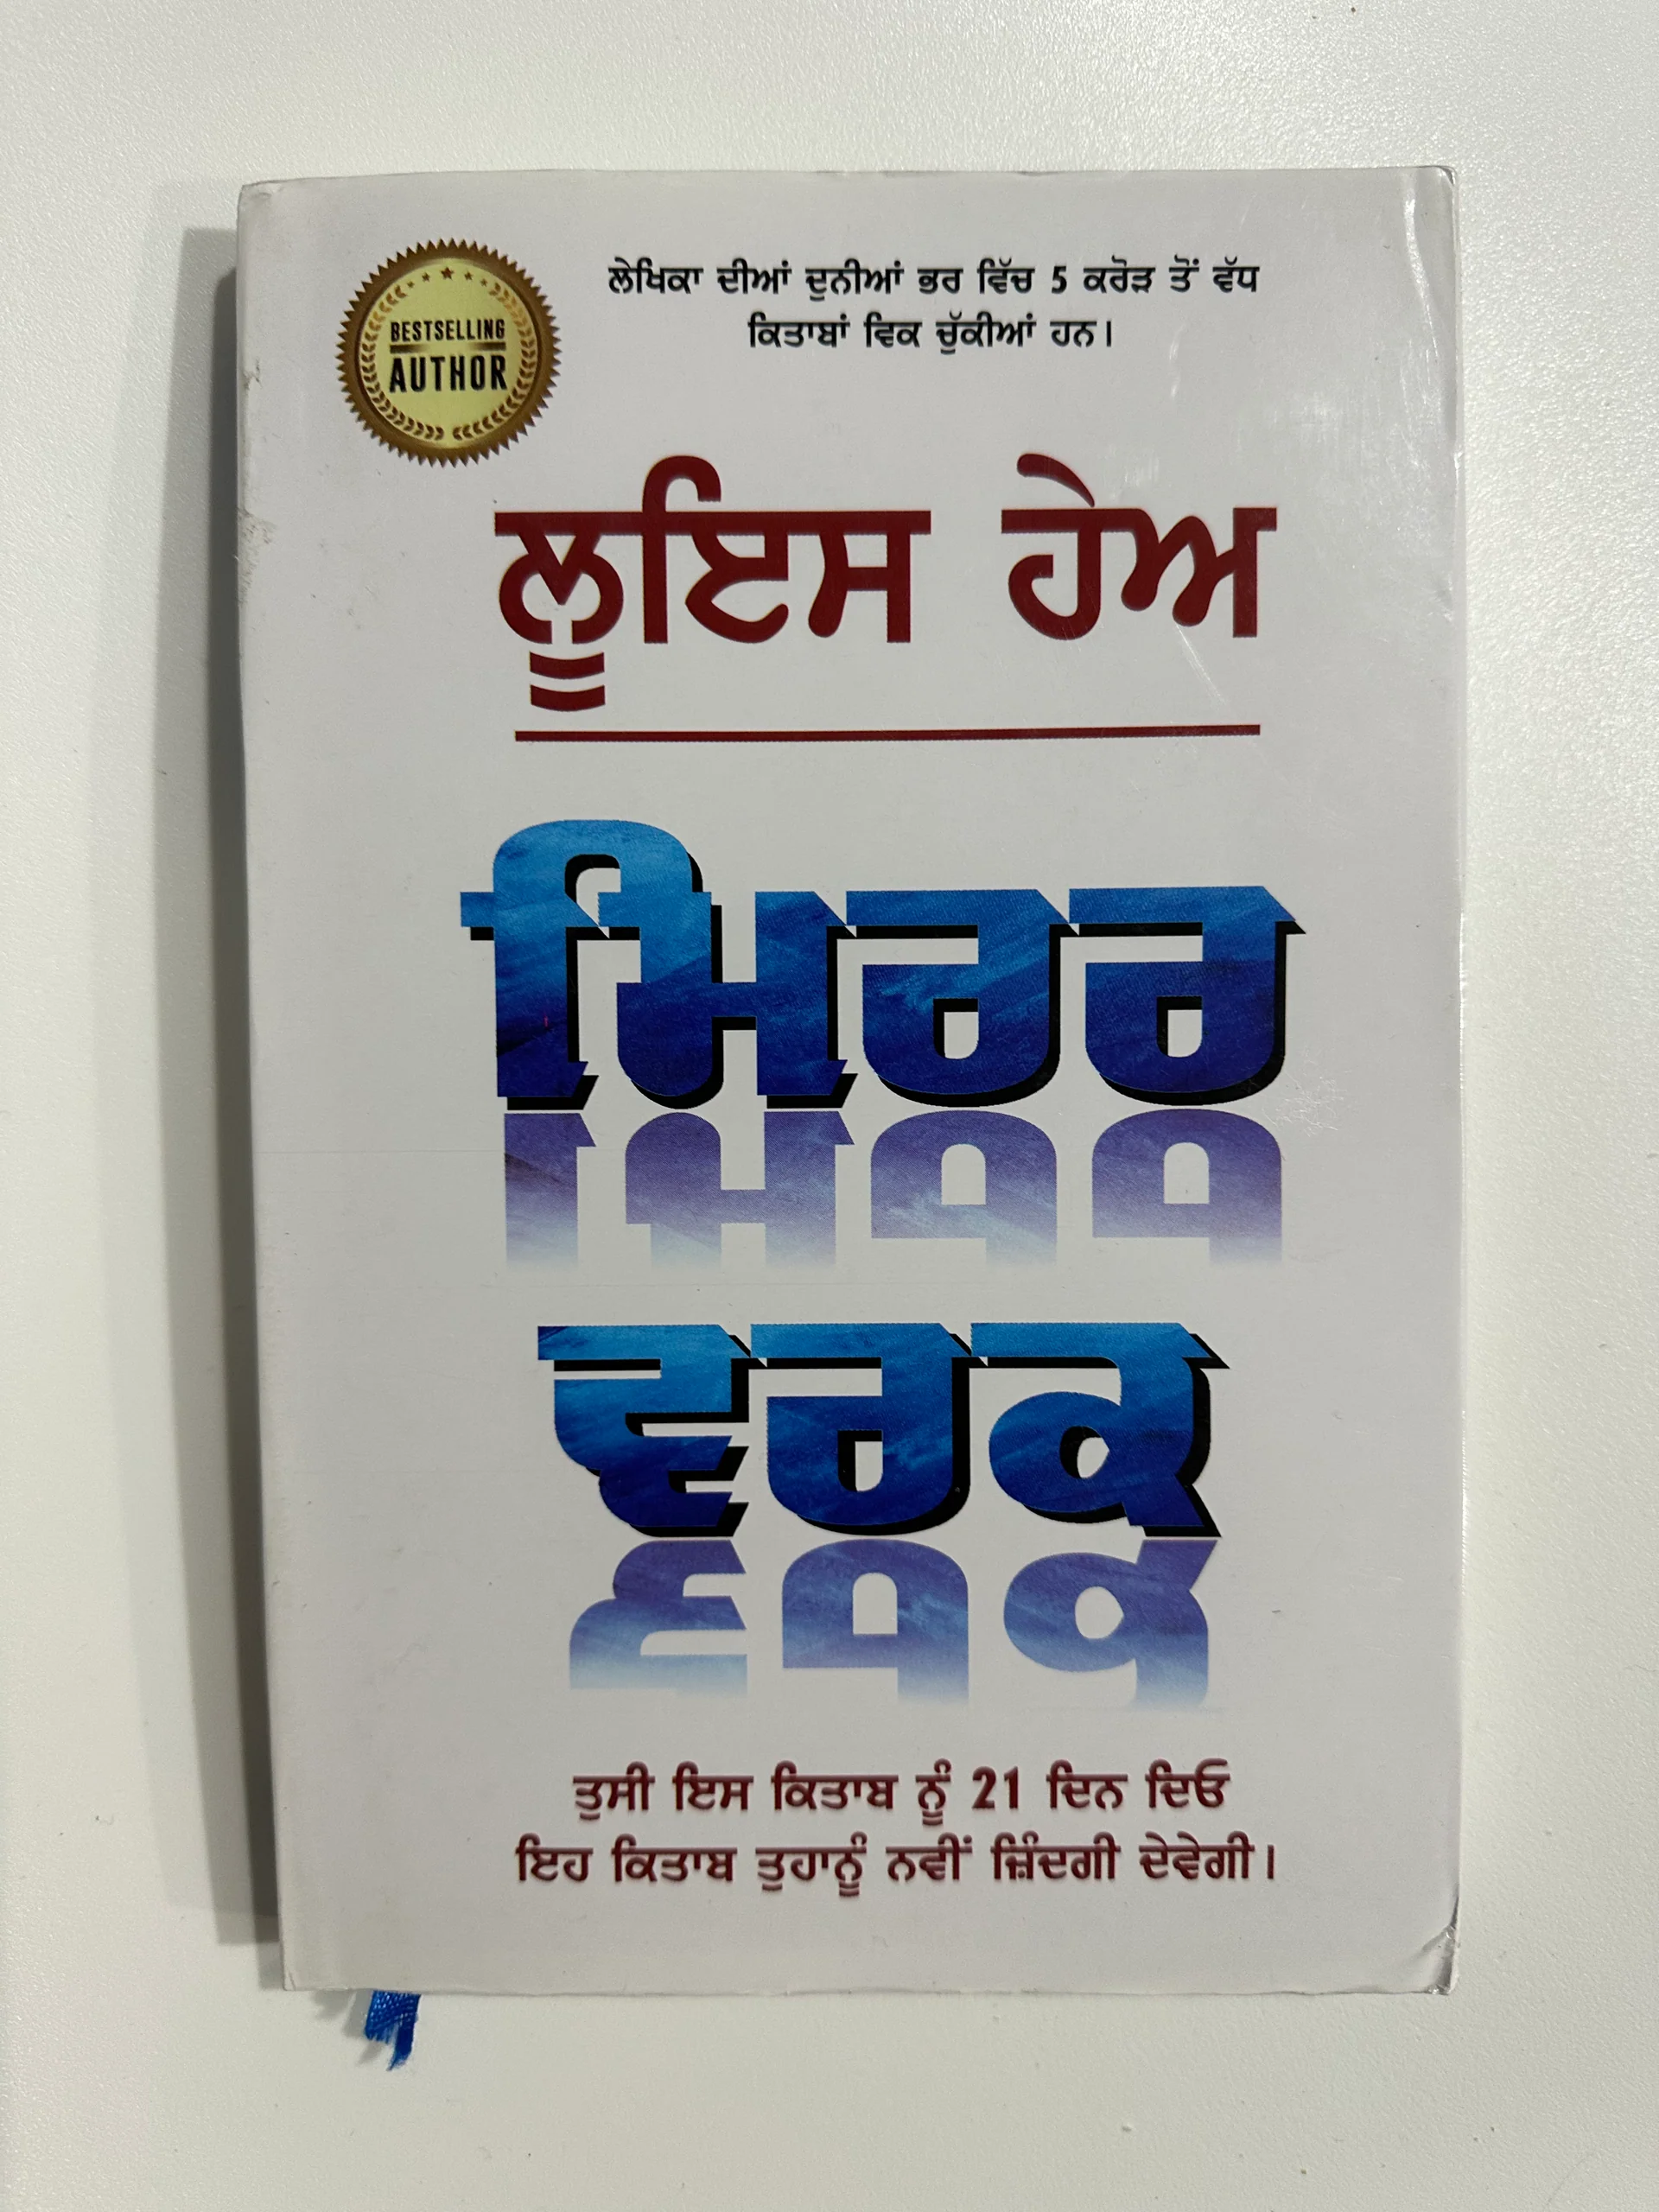 BESTSELLING
AUTHOR
ਲੇਖਿਕਾ ਦੀਆਂ ਦੁਨੀਆਂ ਭਰ ਵਿੱਚ 5 ਕਰੋੜ ਤੋਂ ਵੱਧ
ਕਿਤਾਬਾਂ ਵਿਕ ਚੁੱਕੀਆਂ ਹਨ।
ਲੂਇਸ ਹੇਅ
ਮਿਰਰ
ਵਰਕ
ਤੁਸੀ ਇਸ ਕਿਤਾਬ ਨੂੰ 21 ਦਿਨ ਦਿਓ
ਇਹ ਕਿਤਾਬ ਤੁਹਾਨੂੰ ਨਵੀਂ ਜ਼ਿੰਦਗੀ ਦੇਵੇਗੀ।